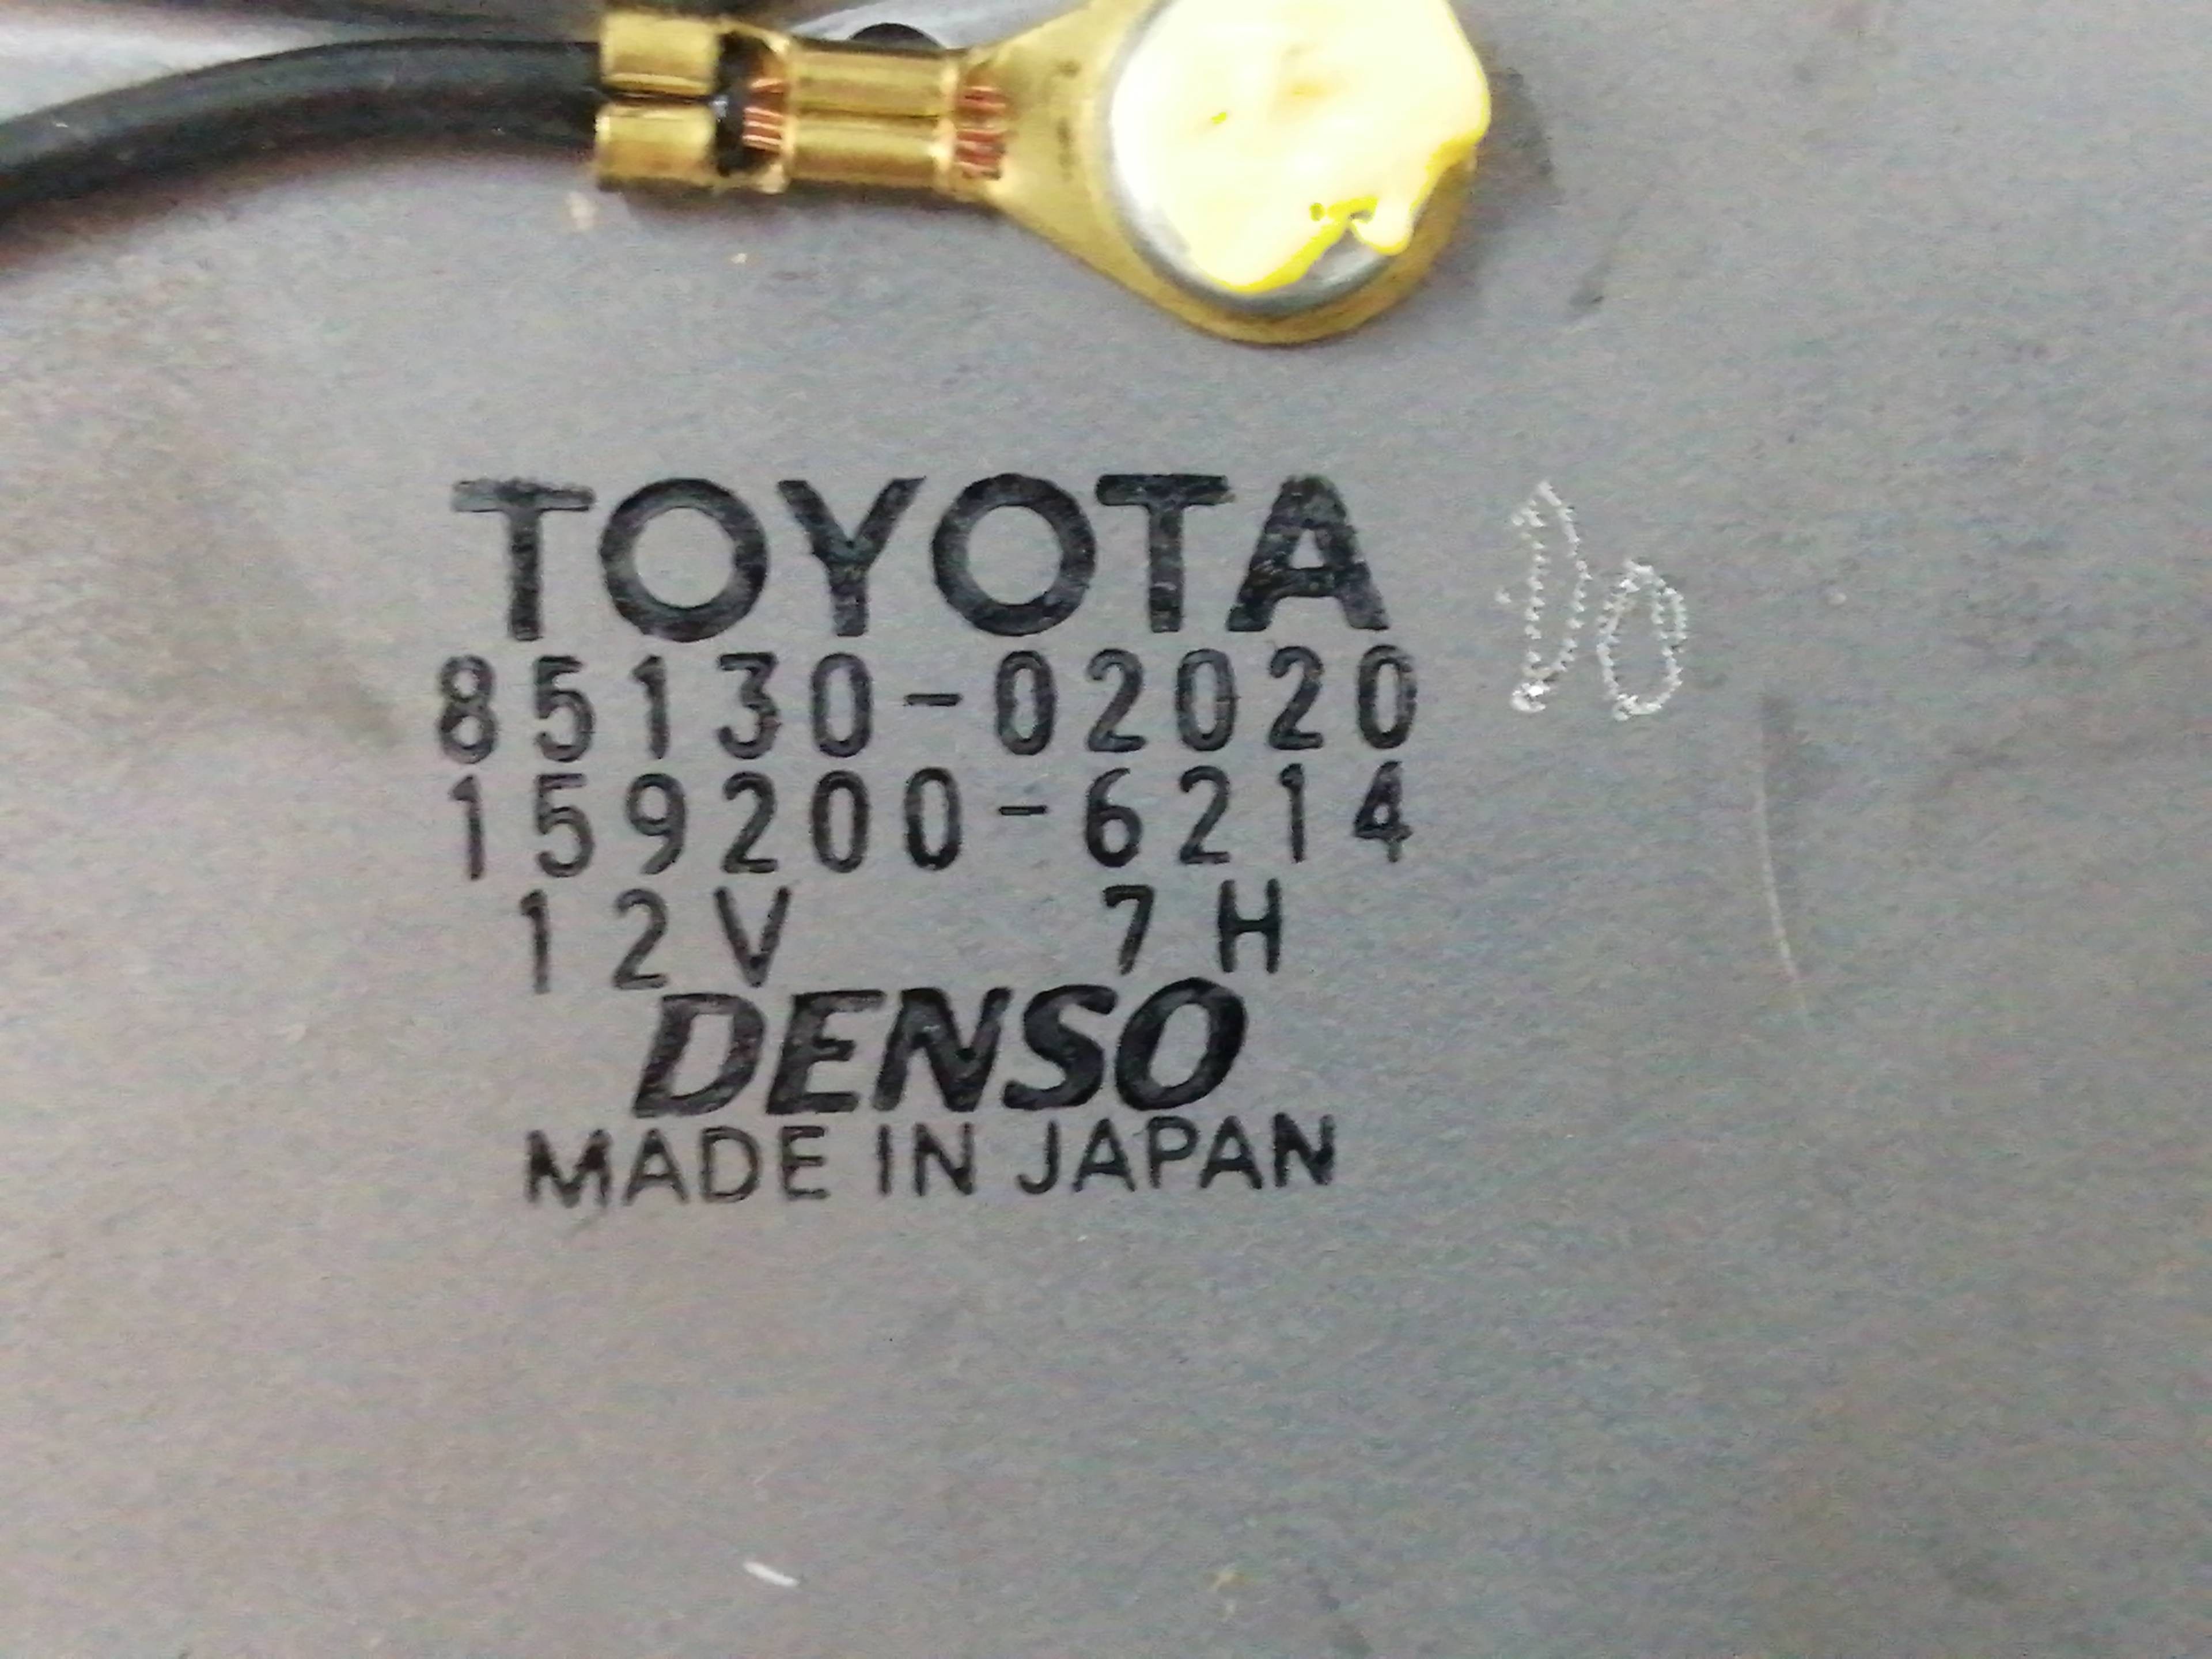 TOYOTA
85130-02020
159200-6214
12V 7H
DENSO
MADE IN JAPAN